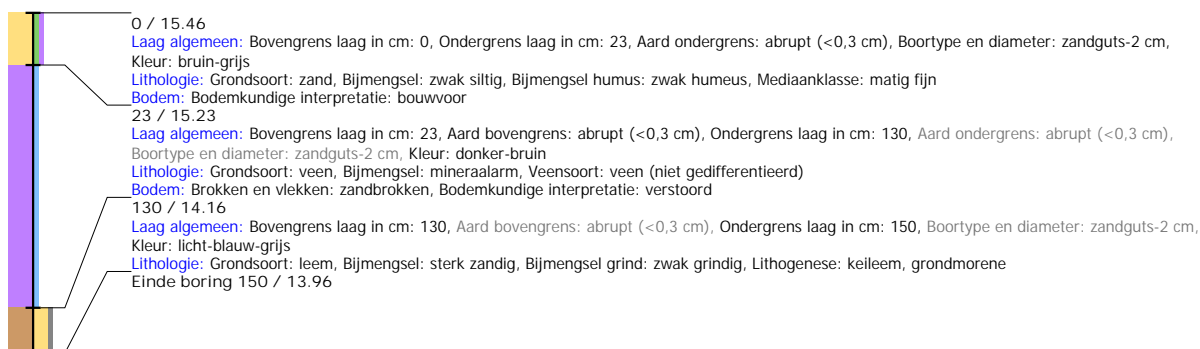 0 / 15.46
Laag algemeen: Bovengrens laag in cm: 0, Ondergrens laag in cm: 23, Aard ondergrens: abrupt (<0,3 cm), Boortype en diameter: zandguts-2 cm,
Kleur: bruin-grijs
Lithologie: Grondsoort: zand, Bijmengsel: zwak siltig, Bijmengsel humus: zwak humeus, Mediaanklasse: matig fijn
Bodem: Bodemkundige interpretatie: bouwvoor
23 / 15.23
Laag algemeen: Bovengrens laag in cm: 23, Aard bovengrens: abrupt (<0,3 cm), Ondergrens laag in cm: 130, Aard ondergrens: abrupt (<0,3 cm),
Boortype en diameter: zandguts-2 cm, Kleur: donker-bruin
Lithologie: Grondsoort: veen, Bijmengsel: mineraalarm, Veensoort: veen (niet gedifferentieerd)
Bodem: Brokken en vlekken: zandbrokken, Bodemkundige interpretatie: verstoord
130 / 14.16
Laag algemeen: Bovengrens laag in cm: 130, Aard bovengrens: abrupt (<0,3 cm), Ondergrens laag in cm: 150, Boortype en diameter: zandguts-2 cm,
Kleur: licht-blauw-grijs
Lithologie: Grondsoort: leem, Bijmengsel: sterk zandig, Bijmengsel grind: zwak grindig, Lithogenese: keileem, grondmorene
Einde boring 150 / 13.96